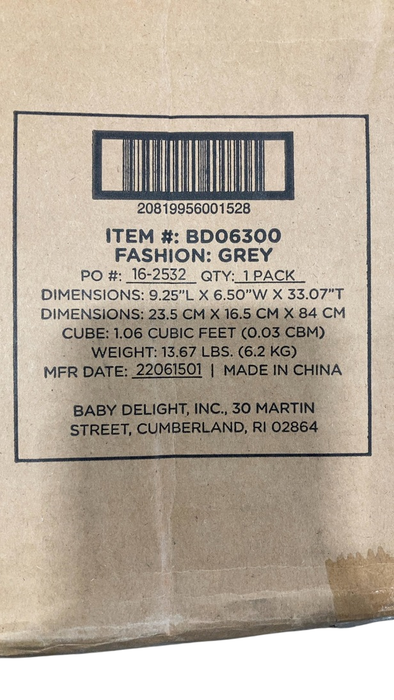 20819956001528
ITEM #: BD06300
FASHION: GREY
PO #: 16-2532 QTY: 1 PACK
DIMENSIONS: 9.25"L X 6.50"W X 33.07"T
DIMENSIONS: 23.5 CM X 16.5 CM X 84 CM
CUBE: 1.06 CUBIC FEET (0.03 CBM)
WEIGHT: 13.67 LBS. (6.2 KG)
MFR DATE: 22061501 | MADE IN CHINA
BABY DELIGHT, INC., 30 MARTIN
STREET, CUMBERLAND, RI 02864